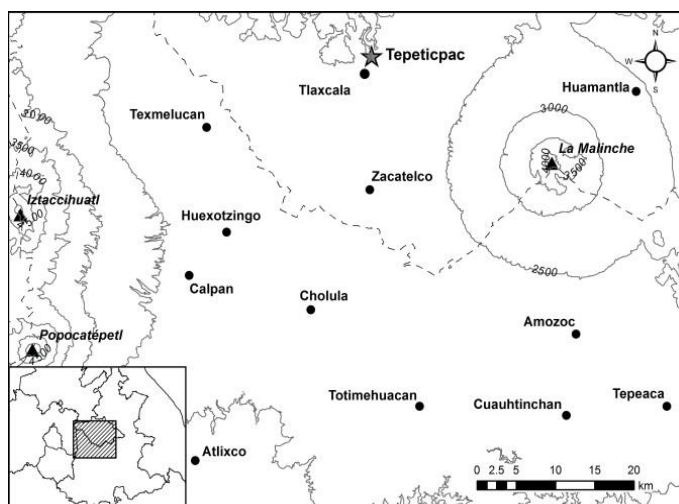 N
W E
S
Tepeticpac
Tlaxcala
Huamantla
Texmelucan
3000
La Malinche
3500
Iztaccihuatl
Zacatelco
Huexotzingo
2500
Calpan
Cholula
Amozoc
Popocatépetl
Totimehuacan
Cuauhtinchan
Tepeaca
Atlixco
0 2.5 5 10 15 20
km